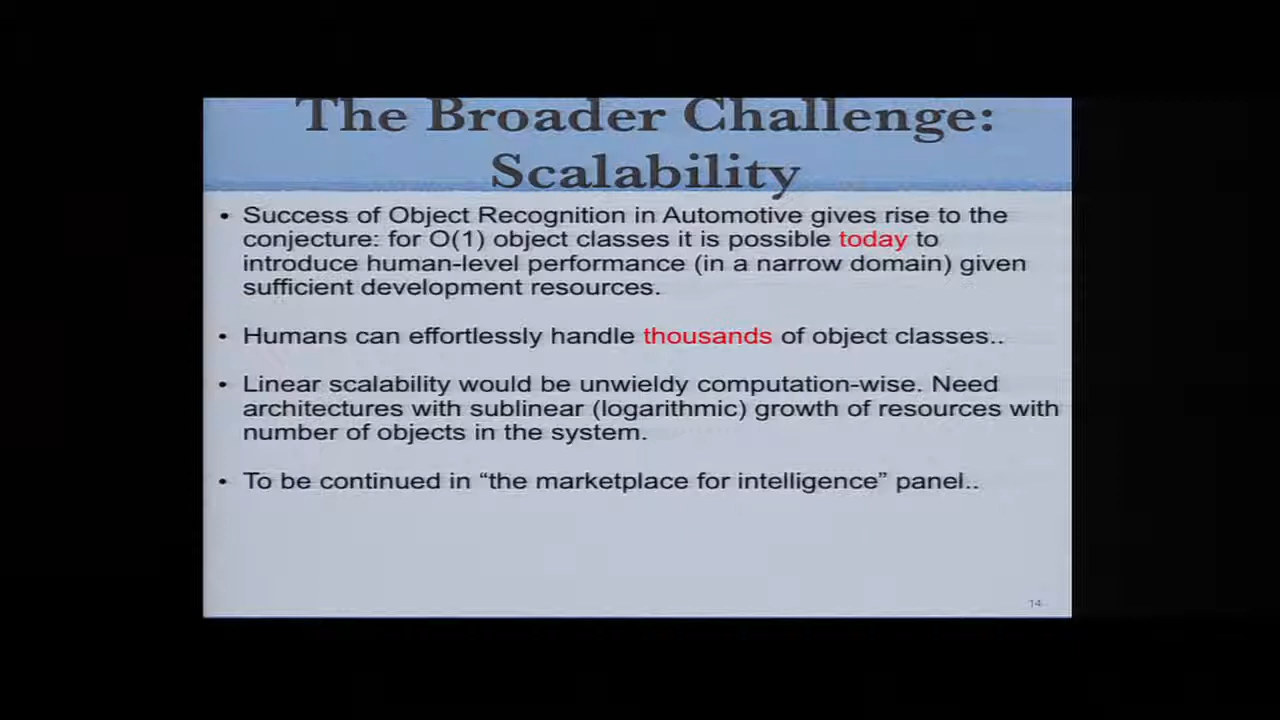 The Broader Challenge:
Scalability
• Success of Object Recognition in Automotive gives rise to the
conjecture: for O(1) object classes it is possible today to
introduce human-level performance (in a narrow domain) given
sufficient development resources.
• Humans can effortlessly handle thousands of object classes..
• Linear scalability would be unwieldy computation-wise. Need
architectures with sublinear (logarithmic) growth of resources with
number of objects in the system.
• To be continued in “the marketplace for intelligence” panel..
14